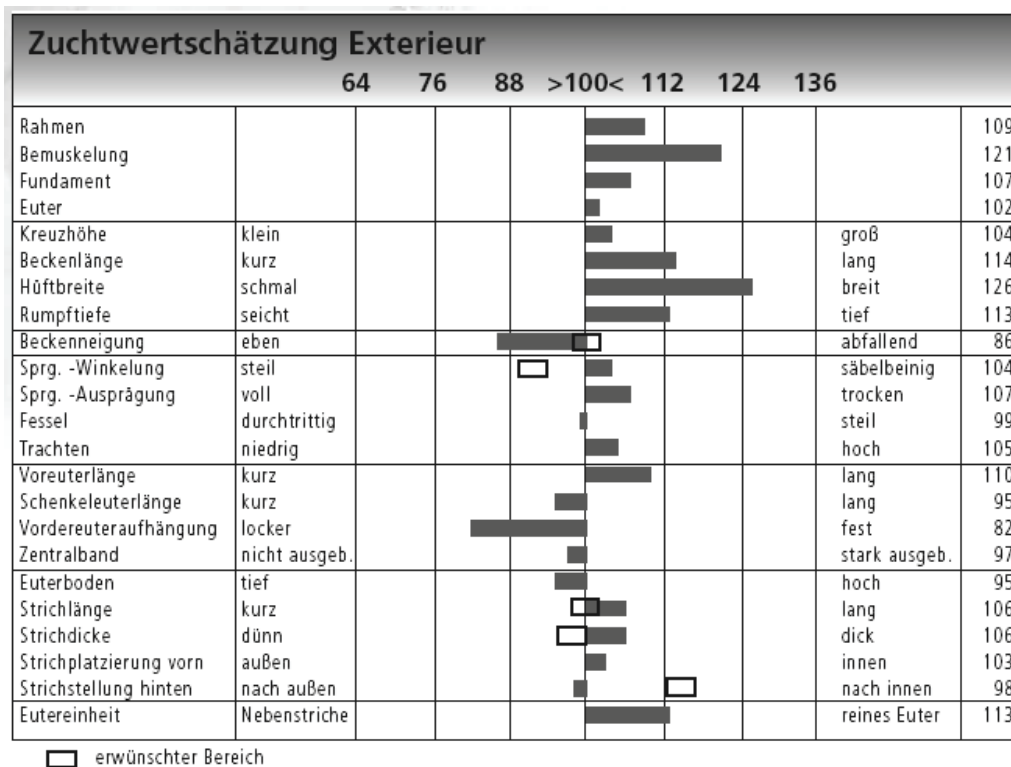 Zuchtwertschätzung Exterieur
64 76 88 >100< 112 124 136
Rahmen 109
Bemuskelung 121
Fundament 107
Euter 102
Kreuzhöhe klein groß 104
Beckenlänge kurz lang 114
Hüftbreite schmal breit 126
Rumpftiefe seicht tief 113
Beckenneigung eben abfallend 86
Sprg. -Winkelung steil säbelbeinig 104
Sprg. -Ausprägung voll trocken 107
Fessel durchtrittig steil 99
Trachten niedrig hoch 105
Voreuterlänge kurz lang 110
Schenkeleuterlänge kurz lang 95
Vordereuteraufhängung locker fest 82
Zentralband nicht ausgeb. stark ausgeb. 97
Euterboden tief hoch 95
Strichlänge kurz lang 106
Strichdicke dünn dick 106
Strichplatzierung vorn außen innen 103
Strichstellung hinten nach außen nach innen 98
Eutereinheit Nebenstriche reines Euter 113
erwünschter Bereich